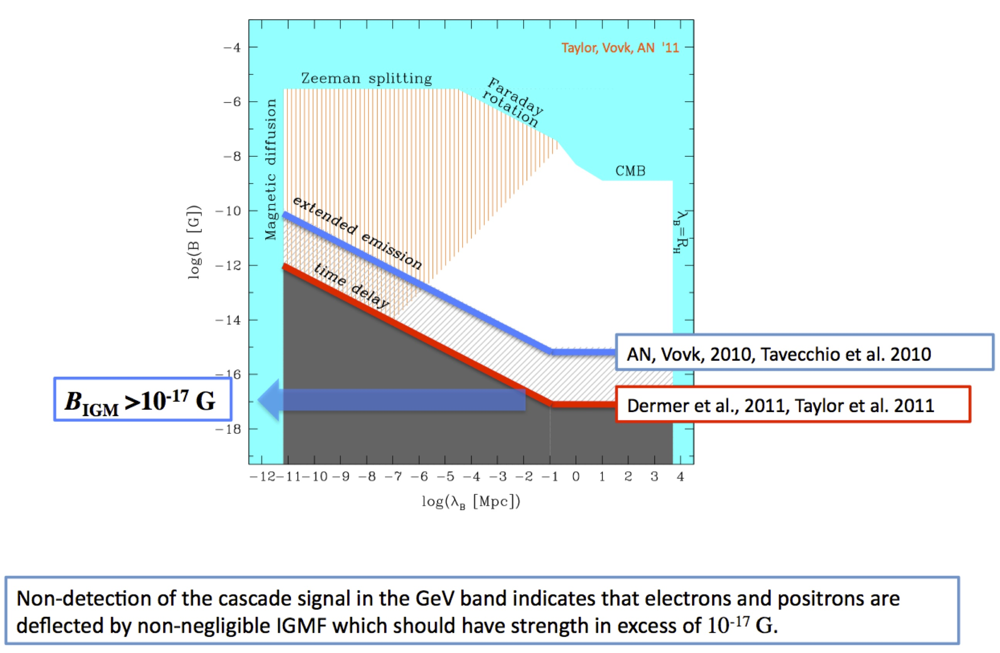 Taylor, Vovk, AN '11
−4
Zeeman splitting
Faraday
rotation
−6
Magnetic diffusion
−8
CMB
log(B [G])
−10
extended emission
λB=RH
−12
time delay
−14
AN, Vovk, 2010, Tavecchio et al. 2010
−16
BIGM >10-17 G
Dermer et al., 2011, Taylor et al. 2011
−18
−12 −11 −10 −9 −8 −7 −6 −5 −4 −3 −2 −1 0 1 2 3 4
log(λB [Mpc])
Non-detection of the cascade signal in the GeV band indicates that electrons and positrons are
deflected by non-negligible IGMF which should have strength in excess of 10-17 G.